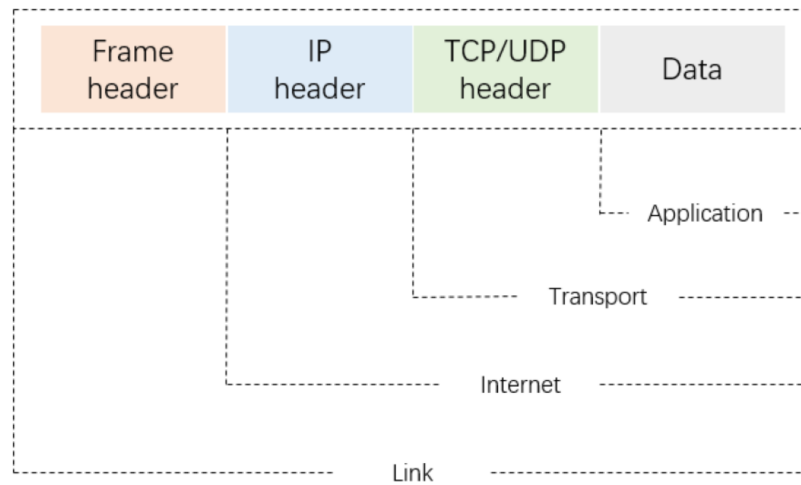 Frame
header
IP
header
TCP/UDP
header
Data
Application
Transport
Internet
Link